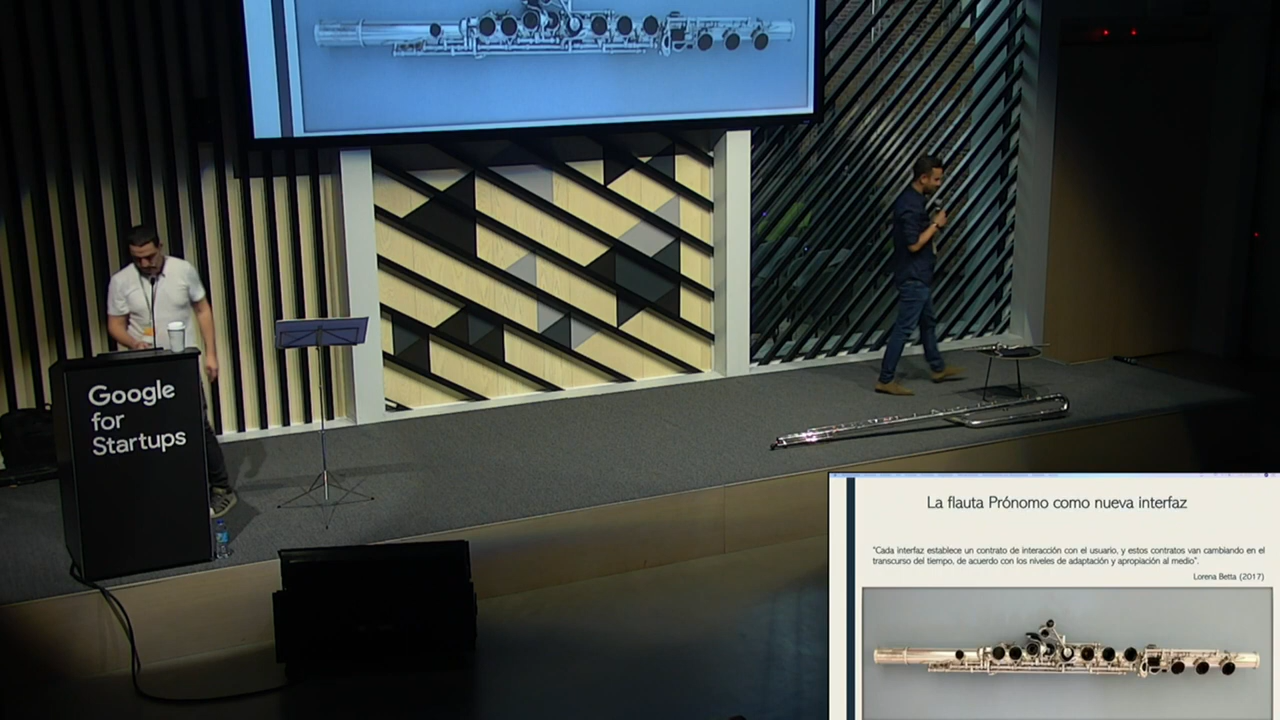 Google
for
Startups
La flauta Prónomo como nueva interfaz
"Cada interfaz establece un contrato de interacción con el usuario, y estos contratos van cambiando en el
transcurso del tiempo, de acuerdo con los niveles de adaptación y apropiación al medio".
Lorena Betta (2017)